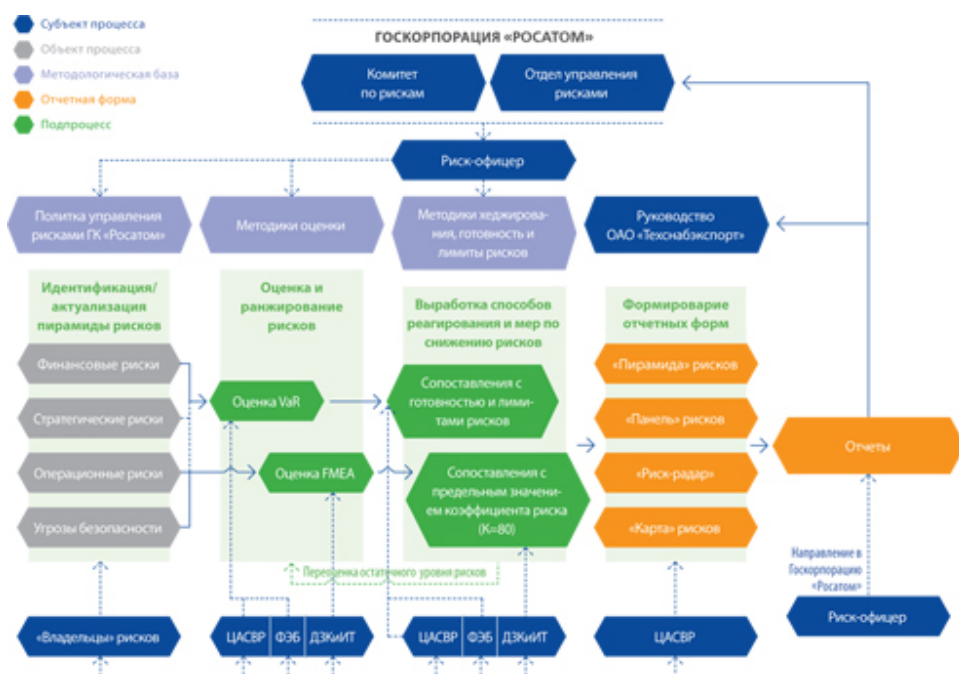 Субъект процесса
Объект процесса
Методологическая база
Отчетная форма
Подпроцесс
ГОСКОРПОРАЦИЯ «РОСАТОМ»
Комитет
по рискам
Отдел управления
рисками
Риск-офицер
Политка управления
рисками ГК «Росатом»
Методики оценки
Методики хеджирова-
ния, готовность и
лимиты рисков
Руководство
ОАО «Техснабэкспорт»
Идентификация/
актуализация
пирамиды рисков
Оценка и
ранжирование
рисков
Выработка способов
реагирования и мер по
снижению рисков
Формироварие
отчетных форм
Финансовые риски
Стратегические риски
Операционные риски
Угрозы безопасности
Оценка VaR
Оценка FMEA
Сопоставления с
готовностью и лими-
тами рисков
Сопоставления с
предельным значени-
ем коэффициента риска
(К=80)
«Пирамида» рисков
«Панель» рисков
«Риск-радар»
«Карта» рисков
Отчеты
Переоценка остаточного уровня рисков
Направление в
Госкорпорацию
«Росатом»
«Владельцы» рисков
ЦАСВР
ФЭБ
ДЗКиИТ
ЦАСВР
ФЭБ
ДЗКиИТ
ЦАСВР
Риск-офицер